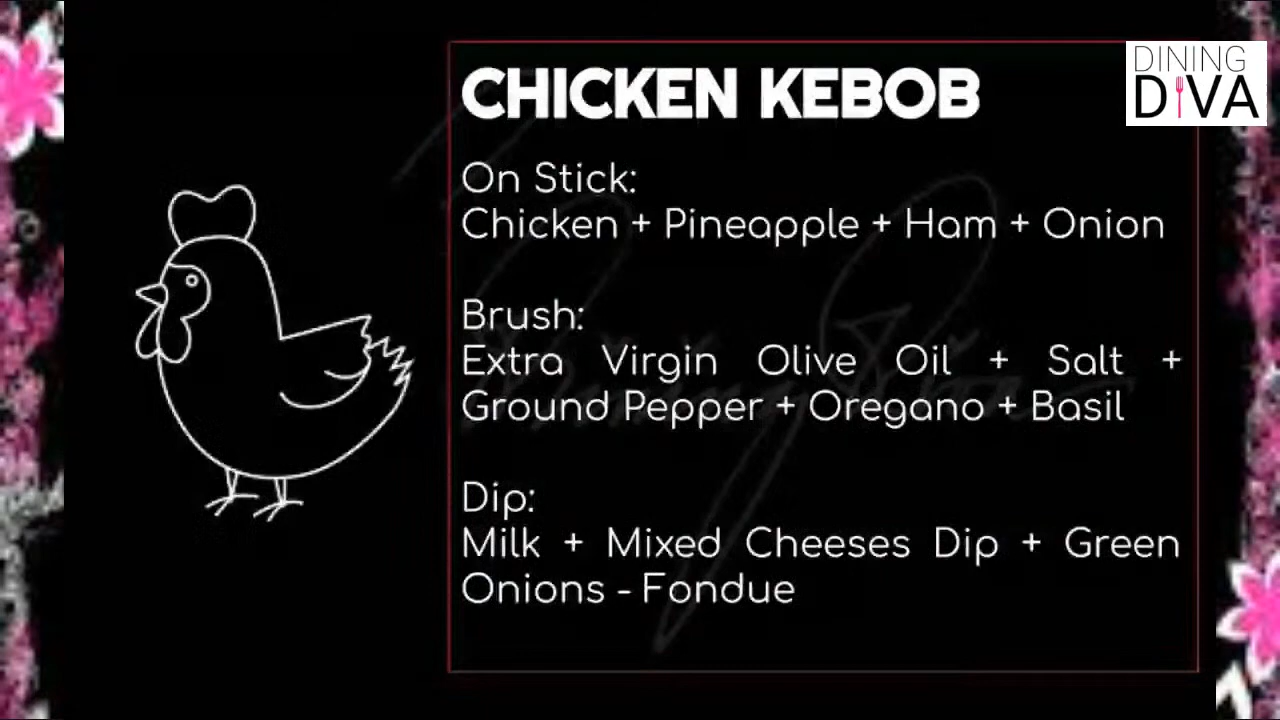 DINING
DIVA
CHICKEN KEBOB
On Stick:
Chicken + Pineapple + Ham + Onion
Brush:
Extra Virgin Olive Oil + Salt +
Ground Pepper + Oregano + Basil
Dip:
Milk + Mixed Cheeses Dip + Green
Onions - Fondue